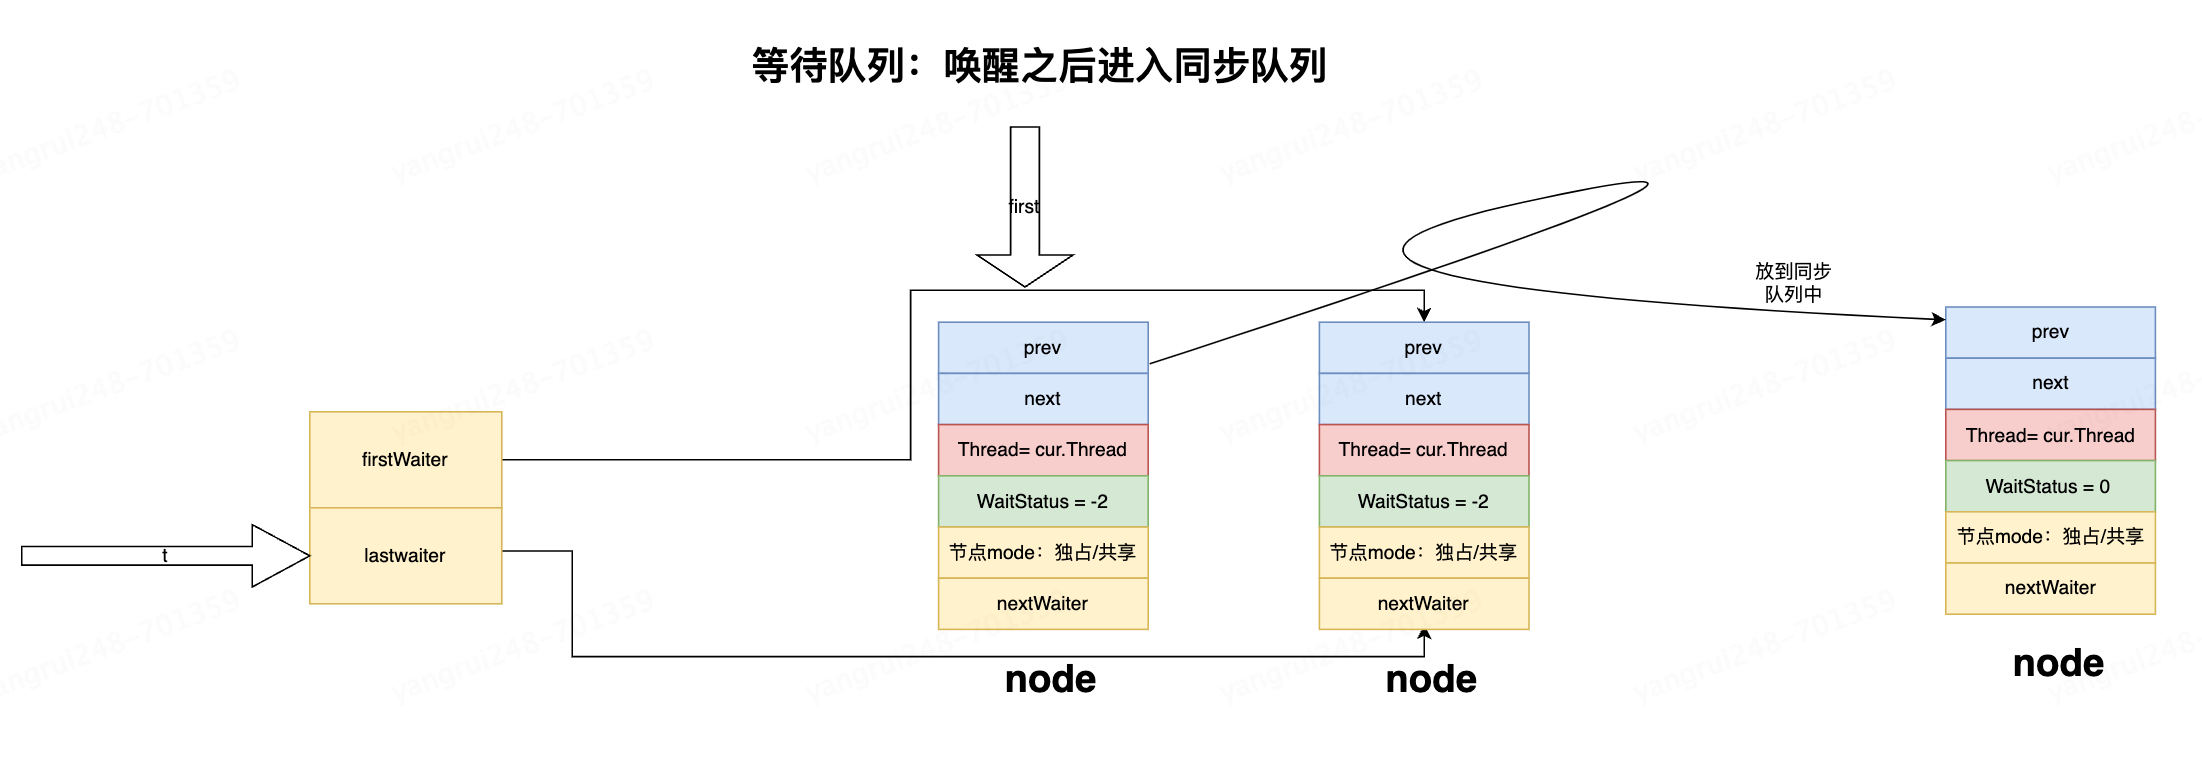 等待队列：唤醒之后进入同步队列
first
放到同步
队列中
firstWaiter
t
lastwaiter
prev
next
Thread= cur.Thread
WaitStatus = -2
节点mode：独占/共享
nextWaiter
node
prev
next
Thread= cur.Thread
WaitStatus = -2
节点mode：独占/共享
nextWaiter
node
prev
next
Thread= cur.Thread
WaitStatus = 0
节点mode：独占/共享
nextWaiter
node
yangrui248-701359